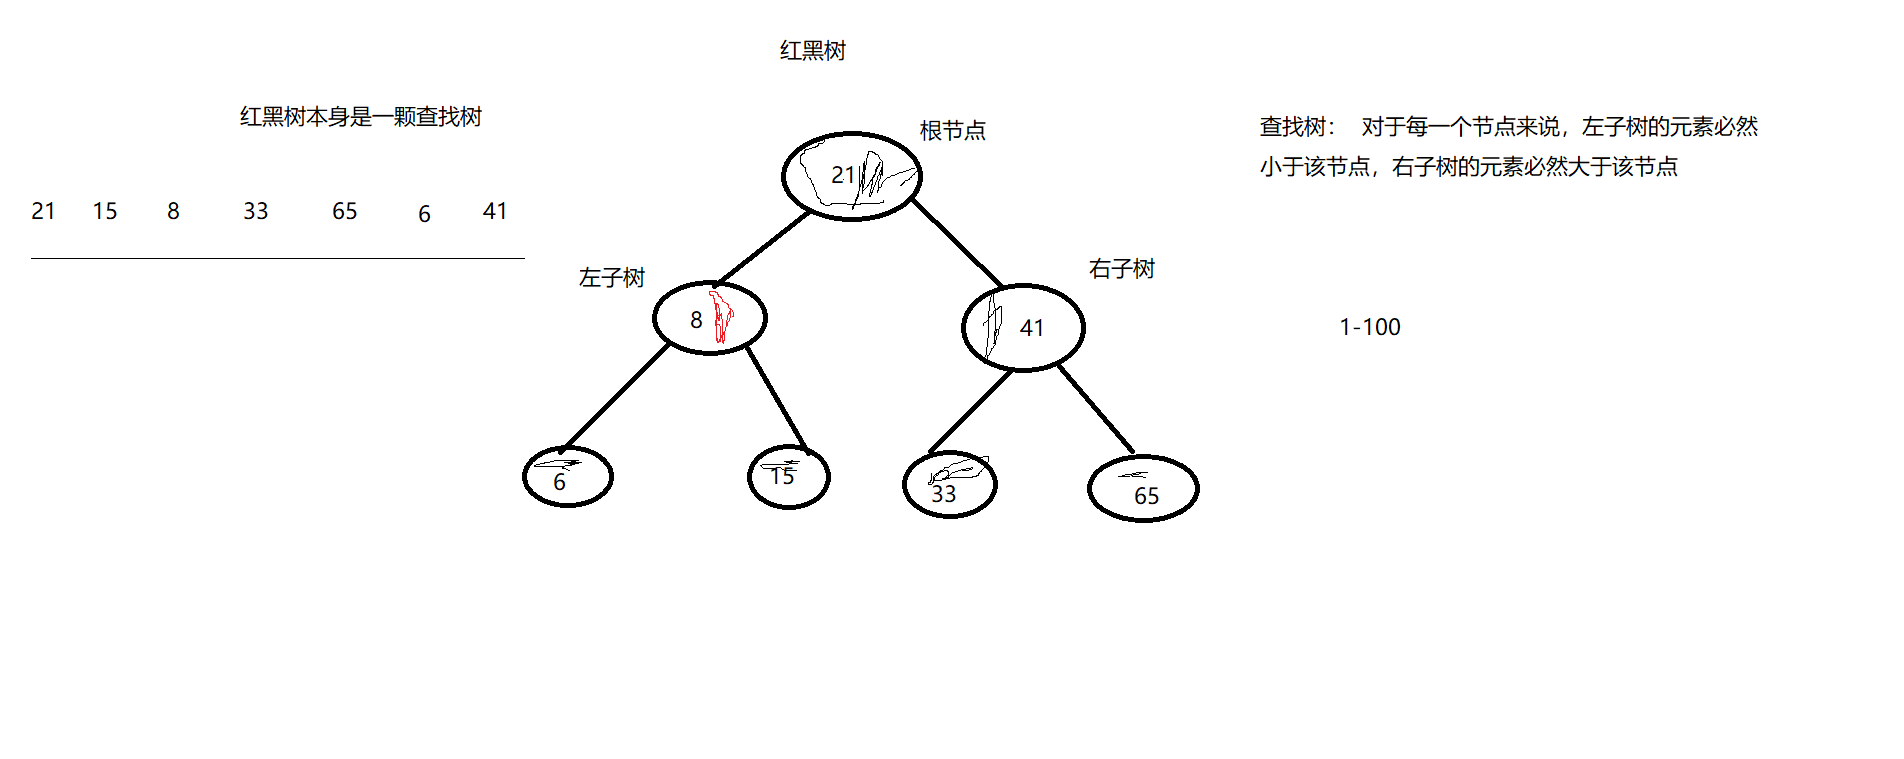 红黑树
红黑树本身是一颗查找树
根节点
查找树： 对于每一个节点来说，左子树的元素必然
小于该节点，右子树的元素必然大于该节点
21
21 15 8 33 65 6 41
左子树
右子树
8
41
1-100
6
15
33
65